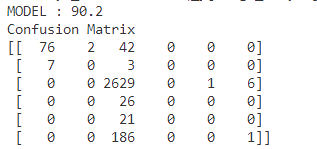 MODEL : 90.2
Confusion Matrix
[[  76    2   42    0    0    0]
 [   7    0    3    0    0    0]
 [   0    0 2629    0    1    6]
 [   0    0   26    0    0    0]
 [   0    0   21    0    0    0]
 [   0    0  186    0    0    1]]